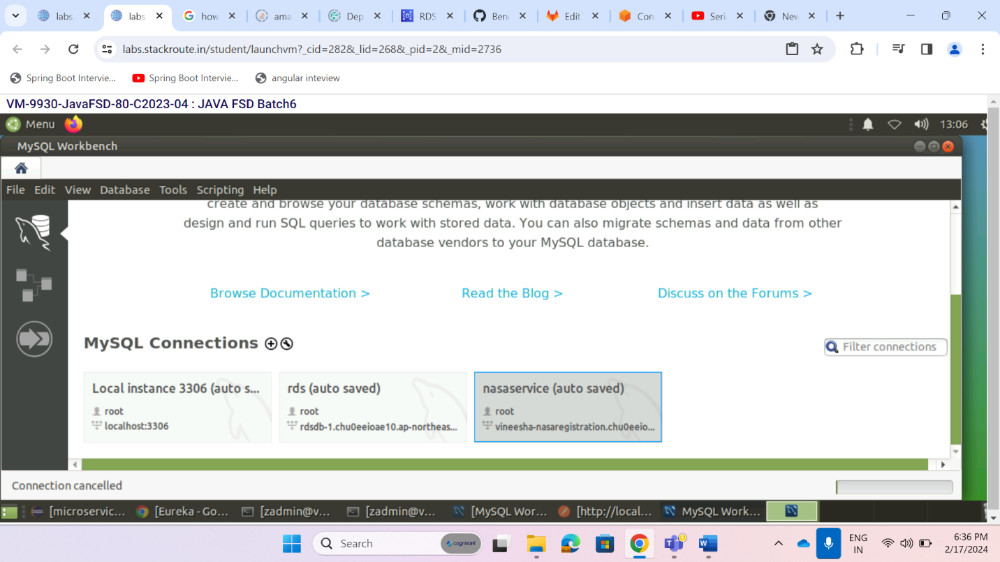 labs
labs
how
ama
Dep
RDS
Ben
Edit
Con
Seri
Nev
labs.stackroute.in/student/launchvm?_cid=282&_lid=268&_pid=2&_mid=2736
Spring Boot Intervie...
Spring Boot Intervie...
angular inteview
VM-9930-JavaFSD-80-C2023-04 : JAVA FSD Batch6
Menu
13:06
MySQL Workbench
File Edit View Database Tools Scripting Help
create and browse your database schemas, work with database objects and insert data as well as
design and run SQL queries to work with stored data. You can also migrate schemas and data from other
database vendors to your MySQL database.
Browse Documentation >
Read the Blog >
Discuss on the Forums >
MySQL Connections
Filter connections
Local instance 3306 (auto s...
root
localhost:3306
rds (auto saved)
root
rdsdb-1.chu0eeioae10.ap-northeas...
nasaservice (auto saved)
root
vineesha-nasaregistration.chu0eeio...
Connection cancelled
[microservic...
[Eureka - Go...
[zadmin@v...
[zadmin@v...
[MySQL Wor...
[http://local...
MySQL Work...
Search
cognizant
ENG
IN
6:36 PM
2/17/2024